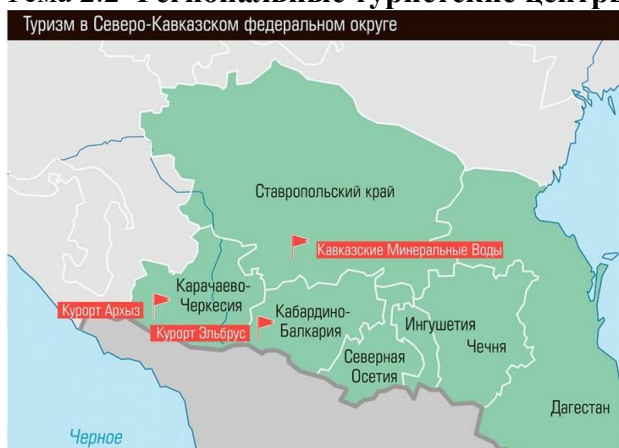 Тема 2.2 Региональные туристские центры
Туризм в Северо-Кавказском федеральном округе
Ставропольский край
Кавказские Минеральные Воды
Карачаево-
Черкесия
Курорт Архыз
Курорт Эльбрус
Кабардино-
Балкария
Ингушетия
Чечня
Северная
Осетия
Дагестан
Черное